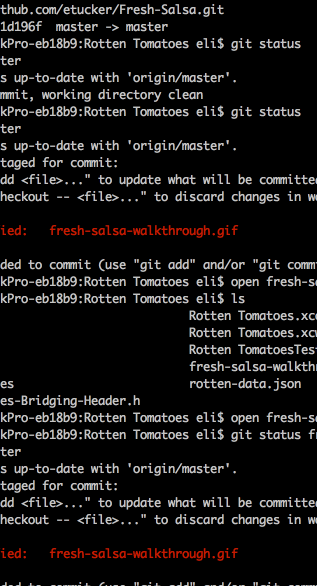 thub.com/etucker/Fresh-Salsa.git
1d196f  master -> master
kPro-eb18b9:Rotten Tomatoes eli$ git status
ter
s up-to-date with 'origin/master'.
mmit, working directory clean
kPro-eb18b9:Rotten Tomatoes eli$ git status
ter
s up-to-date with 'origin/master'.
taged for commit:
dd <file>..." to update what will be committe
heckout -- <file>..." to discard changes in w
ied:   fresh-salsa-walkthrough.gif
ded to commit (use "git add" and/or "git comm
kPro-eb18b9:Rotten Tomatoes eli$ open fresh-s
kPro-eb18b9:Rotten Tomatoes eli$ ls
Rotten Tomatoes.xc
Rotten Tomatoes.xc
Rotten TomatoesTes
fresh-salsa-walkth
es                      rotten-data.json
es-Bridging-Header.h
kPro-eb18b9:Rotten Tomatoes eli$ open fresh-s
kPro-eb18b9:Rotten Tomatoes eli$ git status f
ter
s up-to-date with 'origin/master'.
taged for commit:
dd <file>..." to update what will be committe
heckout -- <file>..." to discard changes in w
ied:   fresh-salsa-walkthrough.gif